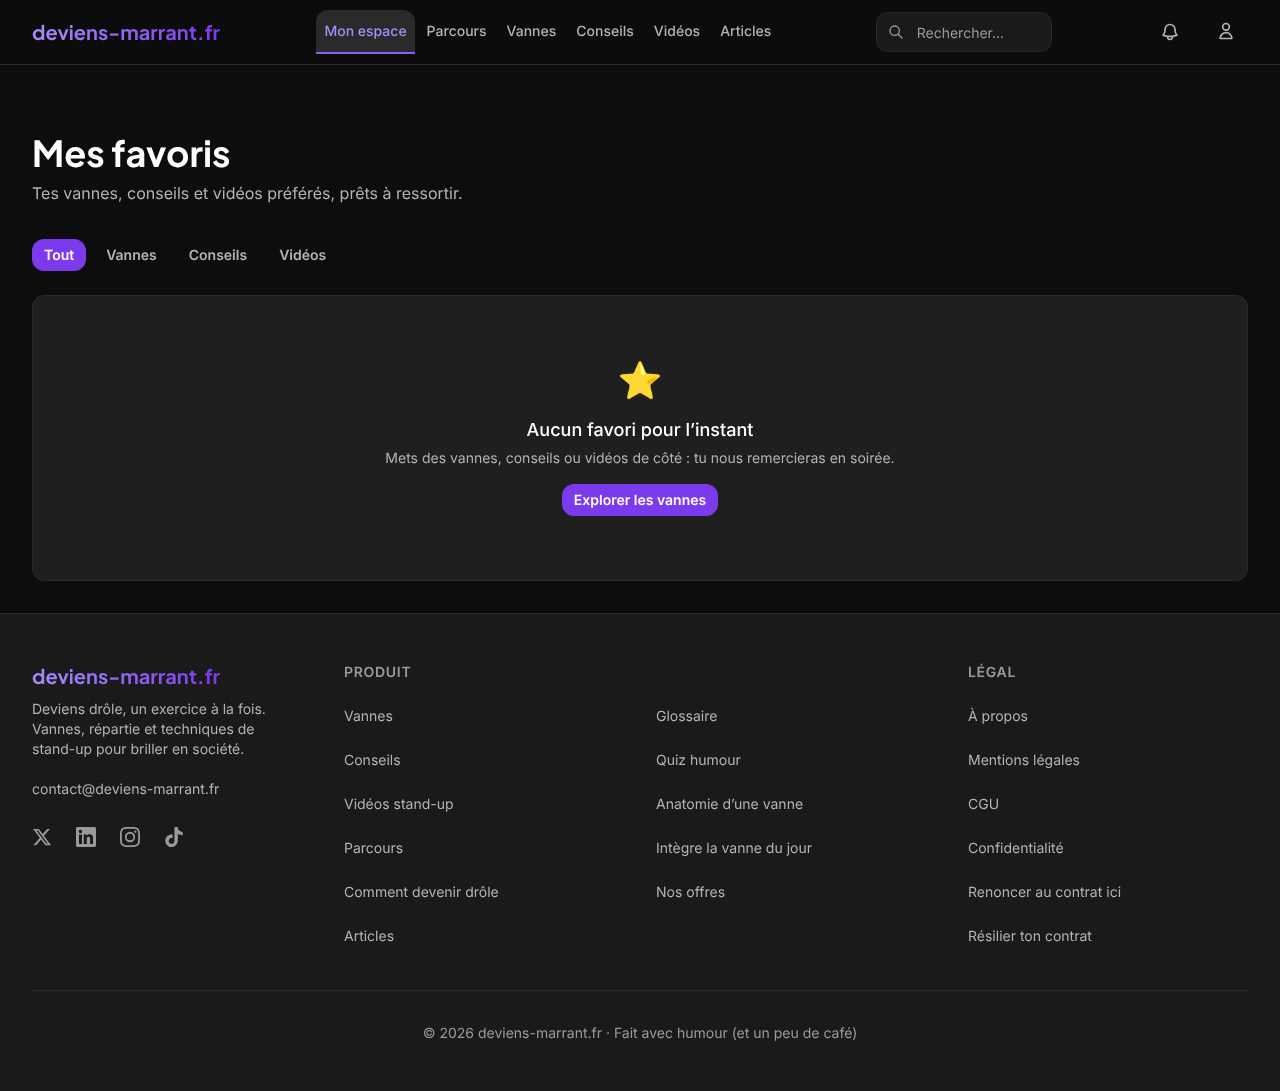 deviens-marrant.fr
Mon espace
Parcours
Vannes
Conseils
Vidéos
Articles
Rechercher...
Mes favoris
Tes vannes, conseils et vidéos préférés, prêts à ressortir.
Tout
Vannes
Conseils
Vidéos
Aucun favori pour l’instant
Mets des vannes, conseils ou vidéos de côté : tu nous remercieras en soirée.
Explorer les vannes
deviens-marrant.fr
Deviens drôle, un exercice à la fois.
Vannes, répartie et techniques de
stand-up pour briller en société.
contact@deviens-marrant.fr
PRODUIT
Vannes
Conseils
Vidéos stand-up
Parcours
Comment devenir drôle
Articles
Glossaire
Quiz humour
Anatomie d’une vanne
Intègre la vanne du jour
Nos offres
LÉGAL
À propos
Mentions légales
CGU
Confidentialité
Renoncer au contrat ici
Résilier ton contrat
© 2026 deviens-marrant.fr · Fait avec humour (et un peu de café)